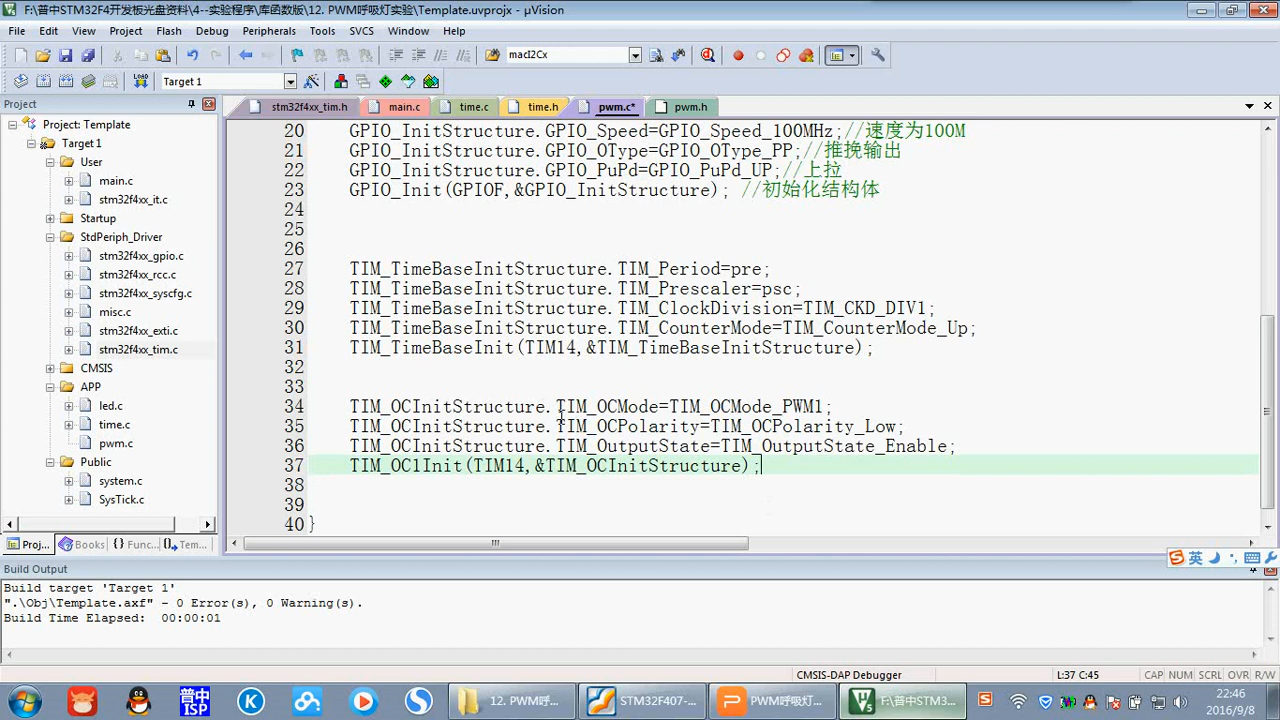 F:\普中STM32F4开发板光盘资料\4--实验程序\库函数版\12. PWM呼吸灯实验\Template.uvprojx - µVision
File Edit View Project Flash Debug Peripherals Tools SVCS Window Help
macI2Cx
LOAD Target 1
Project
stm32f4xx_tim.h main.c time.c time.h pwm.c* pwm.h
Project: Template
Target 1
User
main.c
stm32f4xx_it.c
Startup
StdPeriph_Driver
stm32f4xx_gpio.c
stm32f4xx_rcc.c
stm32f4xx_syscfg.c
misc.c
stm32f4xx_exti.c
stm32f4xx_tim.c
CMSIS
APP
led.c
time.c
pwm.c
Public
system.c
SysTick.c
Proj... Books {} Func... Tem...
20 GPIO_InitStructure.GPIO_Speed=GPIO_Speed_100MHz;//速度为100M
21 GPIO_InitStructure.GPIO_OType=GPIO_OType_PP;//推挽输出
22 GPIO_InitStructure.GPIO_PuPd=GPIO_PuPd_UP;//上拉
23 GPIO_Init(GPIOF,&GPIO_InitStructure); //初始化结构体
24
25
26
27 TIM_TimeBaseInitStructure.TIM_Period=pre;
28 TIM_TimeBaseInitStructure.TIM_Prescaler=psc;
29 TIM_TimeBaseInitStructure.TIM_ClockDivision=TIM_CKD_DIV1;
30 TIM_TimeBaseInitStructure.TIM_CounterMode=TIM_CounterMode_Up;
31 TIM_TimeBaseInit(TIM14,&TIM_TimeBaseInitStructure);
32
33
34 TIM_OCInitStructure.TIM_OCMode=TIM_OCMode_PWM1;
35 TIM_OCInitStructure.TIM_OCPolarity=TIM_OCPolarity_Low;
36 TIM_OCInitStructure.TIM_OutputState=TIM_OutputState_Enable;
37 TIM_OC1Init(TIM14,&TIM_OCInitStructure);
38
39
40 }
英
Build Output
Build target 'Target 1'
".\Obj\Template.axf" - 0 Error(s), 0 Warning(s).
Build Time Elapsed:  00:00:01
CMSIS-DAP Debugger L:37 C:45 CAP NUM SCRL OVR R/W
普中
ISP
12. PWM呼... STM32F407-... PWM呼吸灯... F:\普中STM3...
22:46
2016/9/8